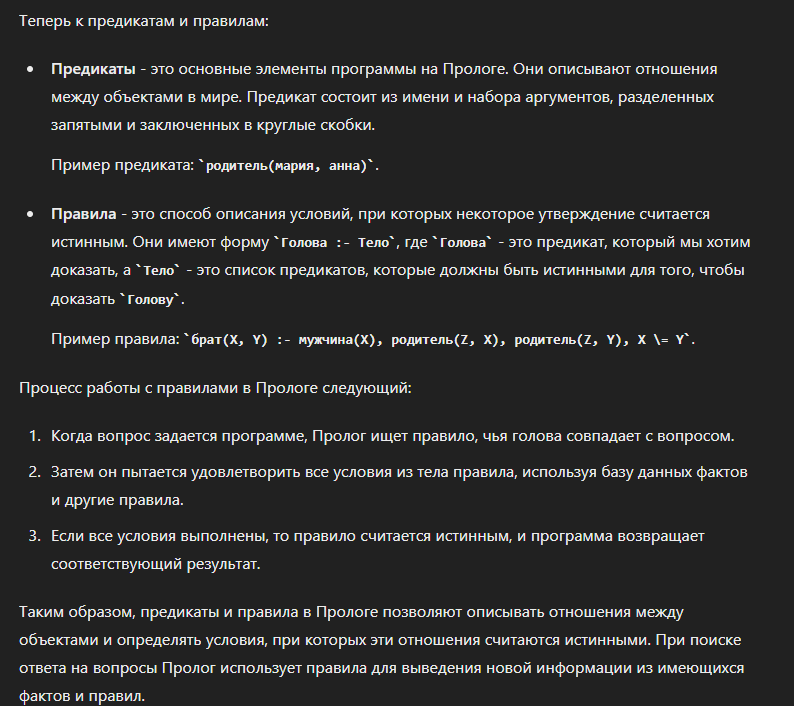 Теперь к предикатам и правилам:
Предикаты - это основные элементы программы на Прологе. Они описывают отношения
между объектами в мире. Предикат состоит из имени и набора аргументов, разделенных
запятыми и заключенных в круглые скобки.
Пример предиката: `родитель(мария, анна)`.
Правила - это способ описания условий, при которых некоторое утверждение считается
истинным. Они имеют форму `Голова :- Тело`, где `Голова` - это предикат, который мы хотим
доказать, а `Тело` - это список предикатов, которые должны быть истинными для того, чтобы
доказать `Голову`.
Пример правила: `брат(X, Y) :- мужчина(X), родитель(Z, X), родитель(Z, Y), X \= Y`.
Процесс работы с правилами в Прологе следующий:
1. Когда вопрос задается программе, Пролог ищет правило, чья голова совпадает с вопросом.
2. Затем он пытается удовлетворить все условия из тела правила, используя базу данных фактов
и другие правила.
3. Если все условия выполнены, то правило считается истинным, и программа возвращает
соответствующий результат.
Таким образом, предикаты и правила в Прологе позволяют описывать отношения между
объектами и определять условия, при которых эти отношения считаются истинными. При поиске
ответа на вопросы Пролог использует правила для выведения новой информации из имеющихся
фактов и правил.